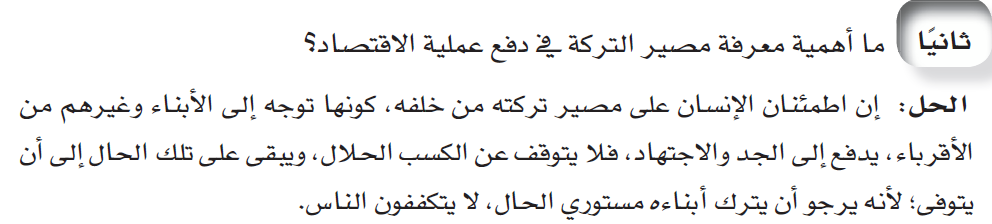 ثانيًا ما أهمية معرفة مصير التركة في دفع عملية الاقتصاد؟
الحل: إن اطمئنان الإنسان على مصير تركته من خلفه، كونها توجه إلى الأبناء وغيرهم من
الأقرباء، يدفع إلى الجد والاجتهاد، فلا يتوقف عن الكسب الحلال، ويبقى على تلك الحال إلى أن
يتوفى؛ لأنه يرجو أن يترك أبناءه مستوري الحال، لا يتكففون الناس.